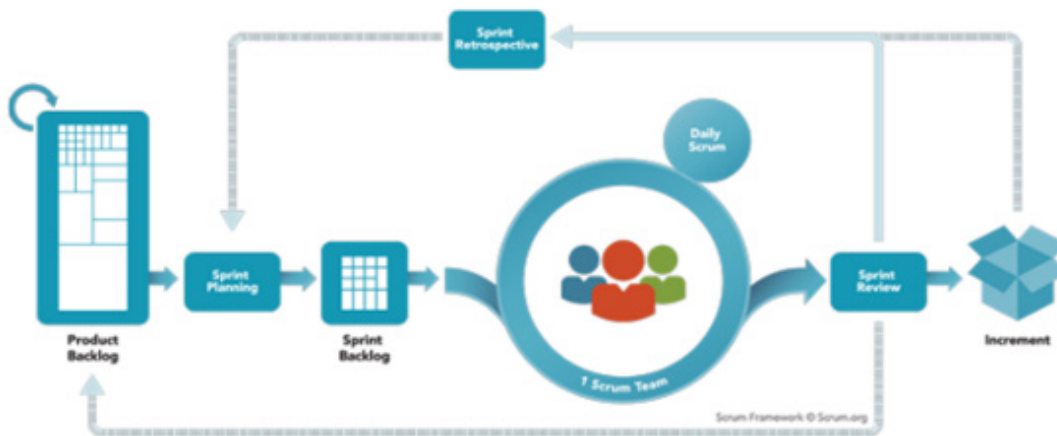 Sprint
Retrospective
Daily
Scrum
Sprint
Planning
Sprint
Review
Product
Backlog
Sprint
Backlog
Increment
1 Scrum Team
Scrum Framework © Scrum.org